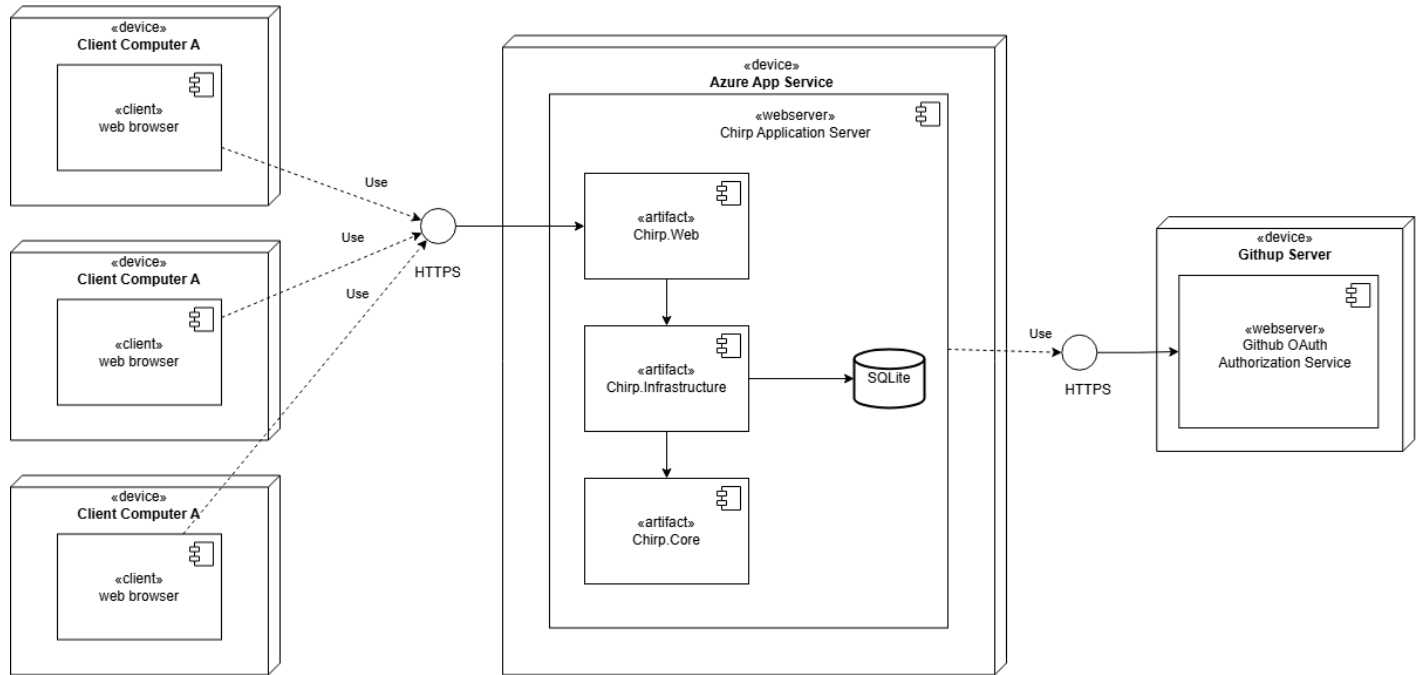 «device»
Client Computer A
«client»
web browser
Use
«device»
Client Computer A
«client»
web browser
Use
«device»
Client Computer A
«client»
web browser
Use
HTTPS
«device»
Azure App Service
«webserver»
Chirp Application Server
«artifact»
Chirp.Web
«artifact»
Chirp.Infrastructure
SQLite
«artifact»
Chirp.Core
Use
HTTPS
«device»
Githup Server
«webserver»
Github OAuth
Authorization Service